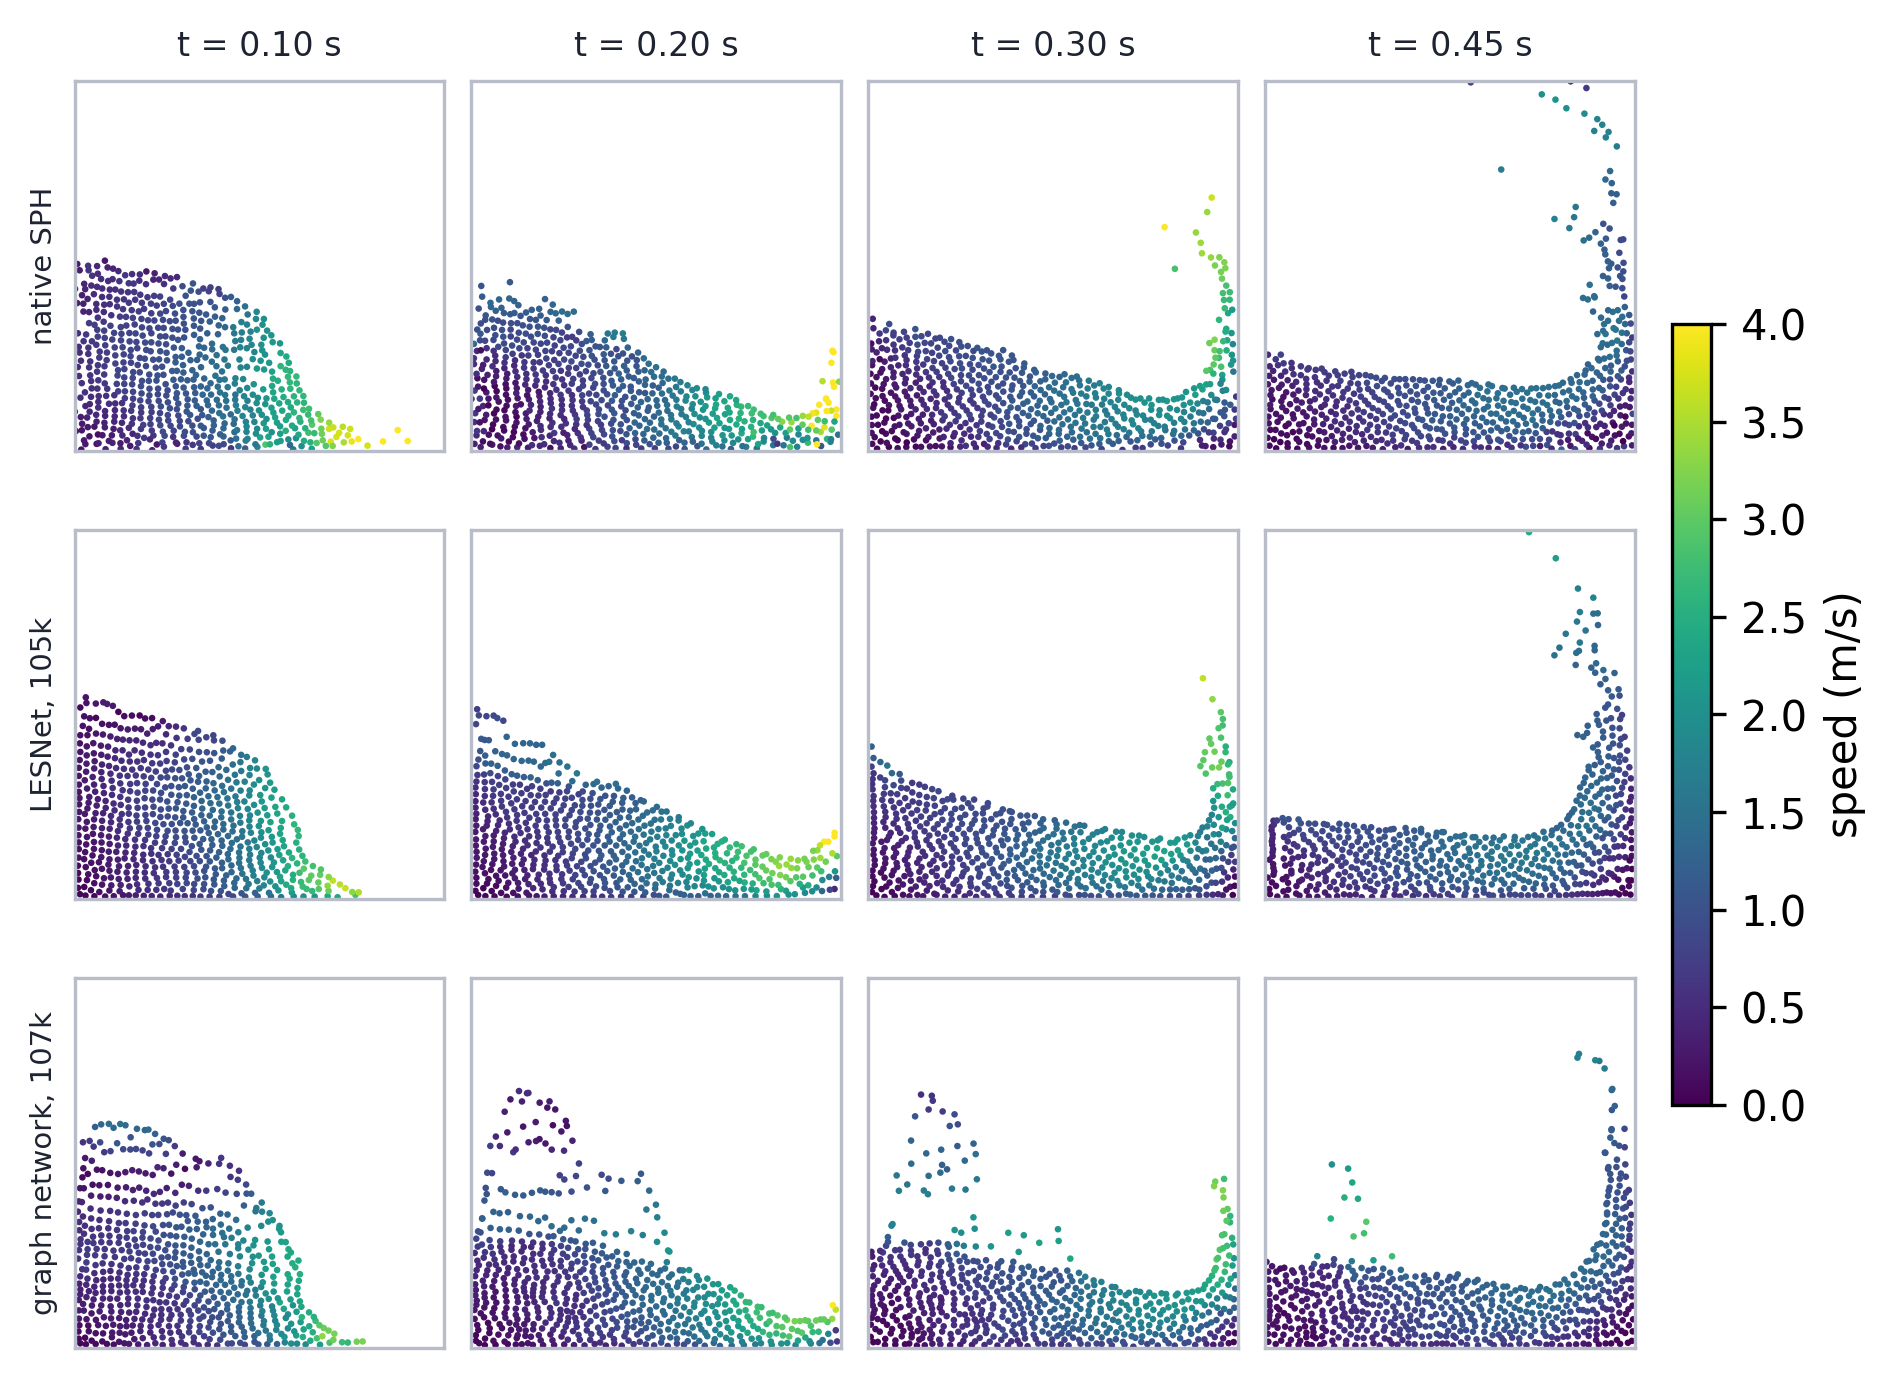 t = 0.10 s
t = 0.20 s
t = 0.30 s
t = 0.45 s
native SPH
LESNet, 105k
graph network, 107k
4.0
3.5
3.0
2.5
2.0
1.5
1.0
0.5
0.0
speed (m/s)